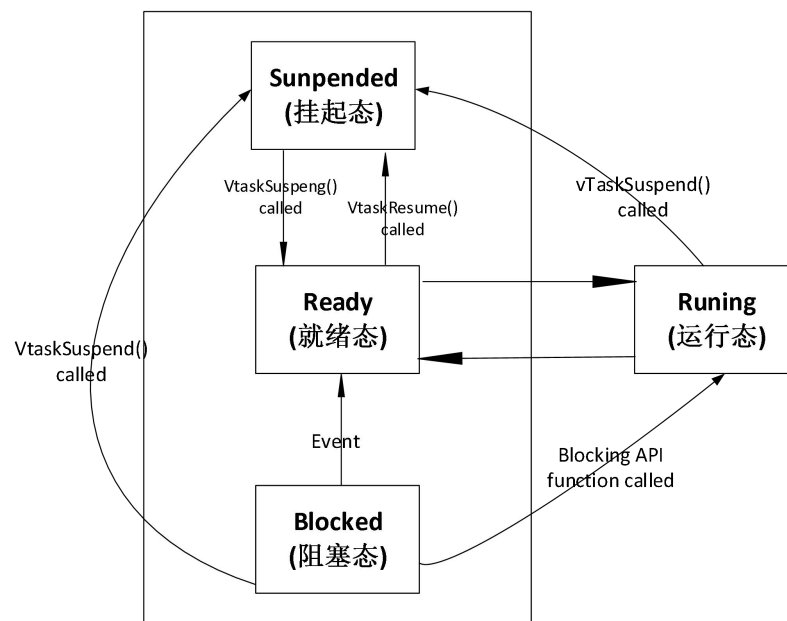 Sunpended
(挂起态)
VtaskSuspeng()
called
VtaskResume()
called
vTaskSuspend()
called
Ready
(就绪态)
Runing
(运行态)
VtaskSuspend()
called
Event
Blocking API
function called
Blocked
(阻塞态)